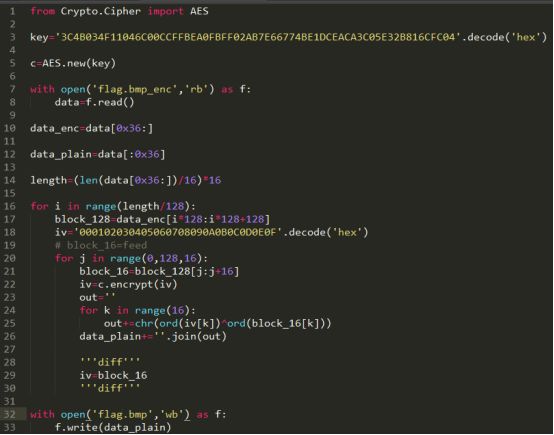 1 from Crypto.Cipher import AES
2
3 key='3C4B034F11046C00CCFFBEA0FBFF02AB7E66774BE1DCEACA3C05E32B816CFC04'.decode('hex')
4
5 c=AES.new(key)
6
7 with open('flag.bmp_enc','rb') as f:
8     data=f.read()
9
10 data_enc=data[0x36:]
11
12 data_plain=data[:0x36]
13
14 length=(len(data[0x36:])/16)*16
15
16 for i in range(length/128):
17     block_128=data_enc[i*128:i*128+128]
18     iv='000102030405060708090A0B0C0D0E0F'.decode('hex')
19     # block_16=feed
20     for j in range(0,128,16):
21         block_16=block_128[j:j+16]
22         iv=c.encrypt(iv)
23         out=''
24         for k in range(16):
25             out+=chr(ord(iv[k])^ord(block_16[k]))
26         data_plain+=''.join(out)
27
28         '''diff'''
29         iv=block_16
30         '''diff'''
31
32 with open('flag.bmp','wb') as f:
33     f.write(data_plain)